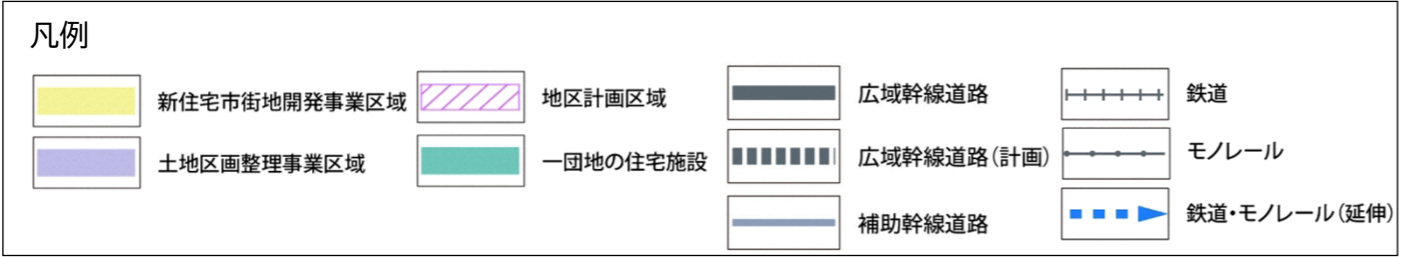 凡例
新住宅市街地開発事業区域
土地区画整理事業区域
地区計画区域
一団地の住宅施設
広域幹線道路
広域幹線道路(計画)
補助幹線道路
鉄道
モノレール
鉄道・モノレール(延伸)